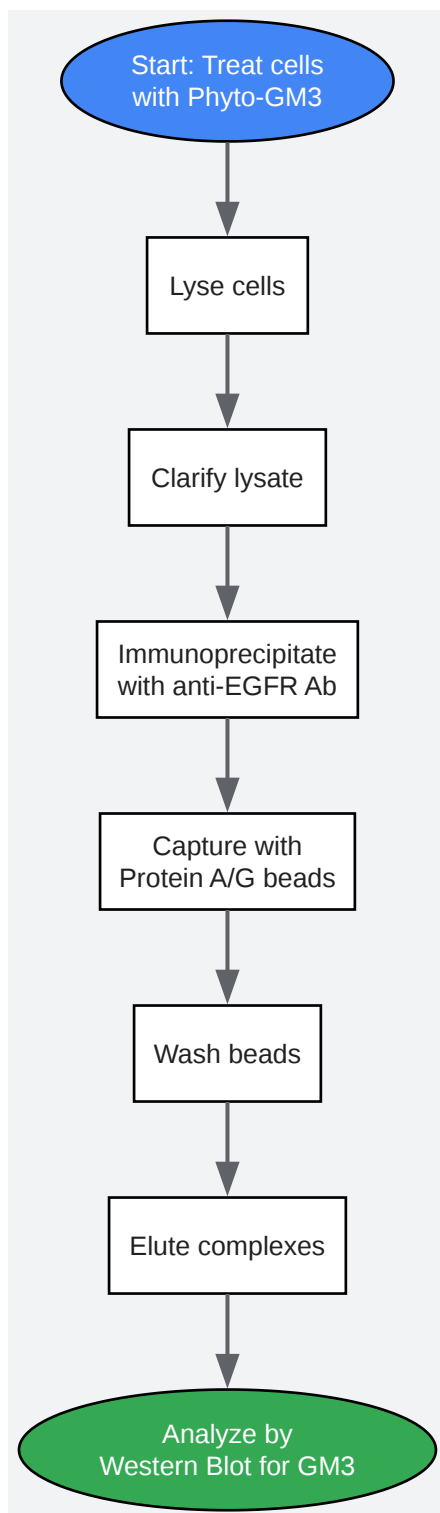 Start: Treat cells
with Phyto-GM3
Lyse cells
Clarify lysate
Immunoprecipitate
with anti-EGFR Ab
Capture with
Protein A/G beads
Wash beads
Elute complexes
Analyze by
Western Blot for GM3